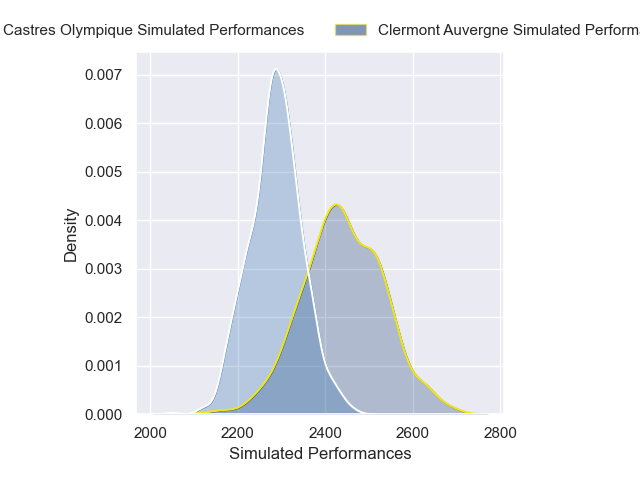 Castres Olympique Simulated Performances
Clermont Auvergne Simulated Perform
0.007
0.006
0.005
0.004
0.003
0.002
0.001
0.000
Density
2000 2200 2400 2600 2800
Simulated Performances